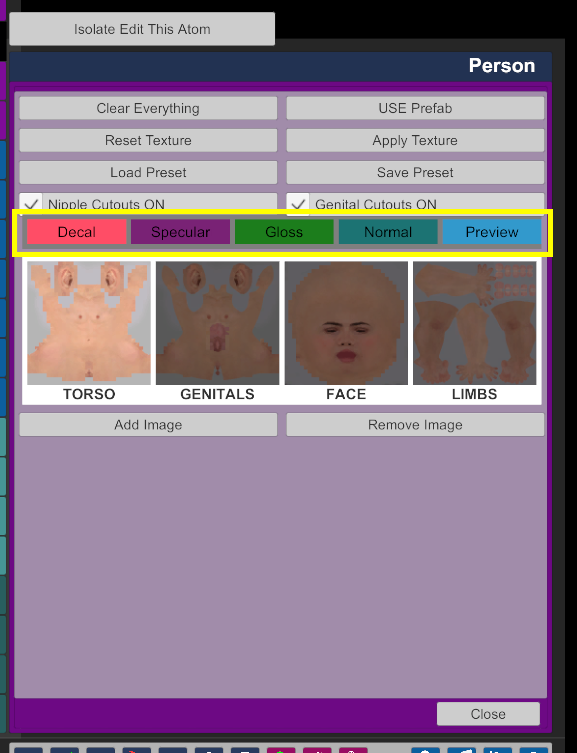 Isolate Edit This Atom
Person
Clear Everything
USE Prefab
Reset Texture
Apply Texture
Load Preset
Save Preset
Nipple Cutouts ON
Genital Cutouts ON
Decal
Specular
Gloss
Normal
Preview
TORSO
GENITALS
FACE
LIMBS
Add Image
Remove Image
Close